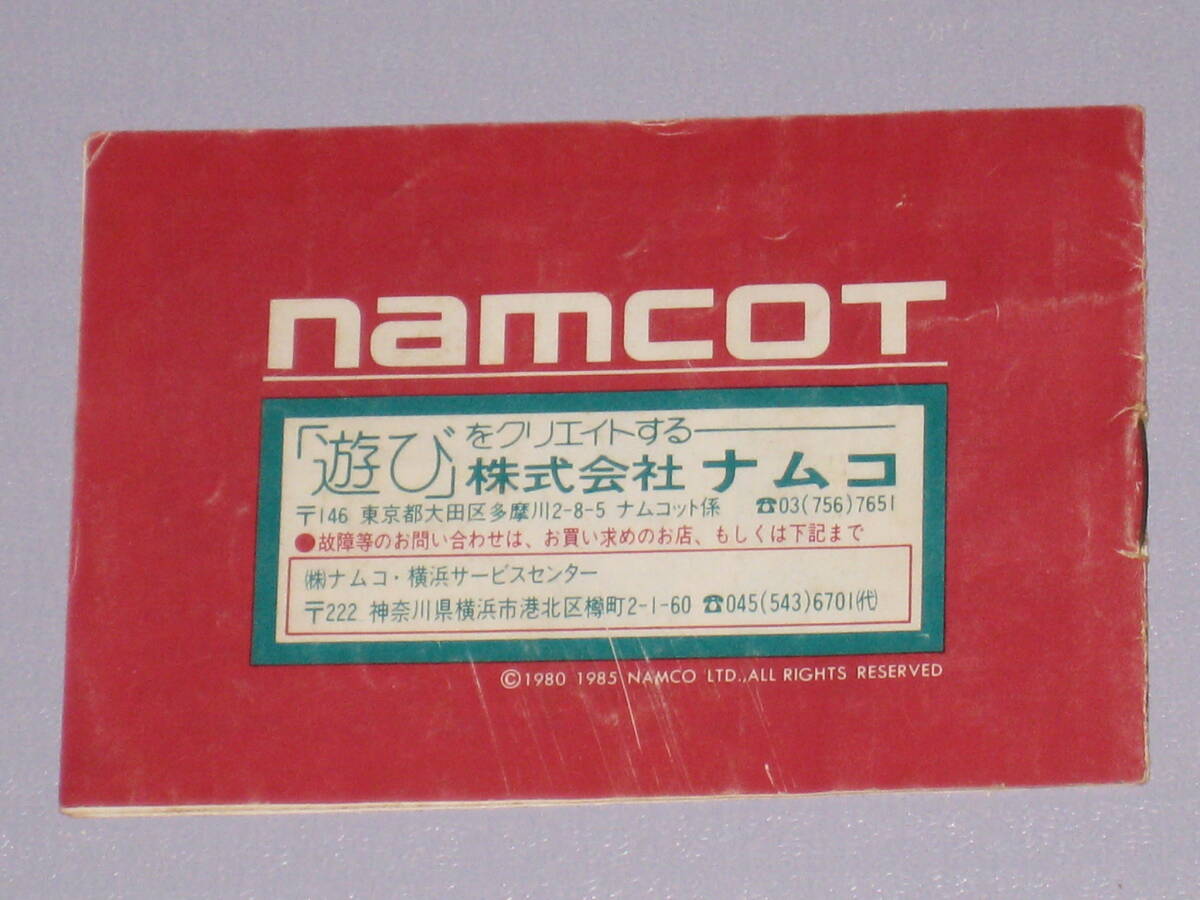 namcoT
「遊び」をクリエイトする
株式会社 ナムコ
〒146 東京都大田区多摩川2-8-5 ナムコット係 ☎03(756)7651
●故障等のお問い合わせは、お買い求めのお店、もしくは下記まで
㈱ナムコ・横浜サービスセンター
〒222 神奈川県横浜市港北区樽町2-1-60 ☎045(543)6701㈹
©1980 1985 NAMCO LTD.,ALL RIGHTS RESERVED